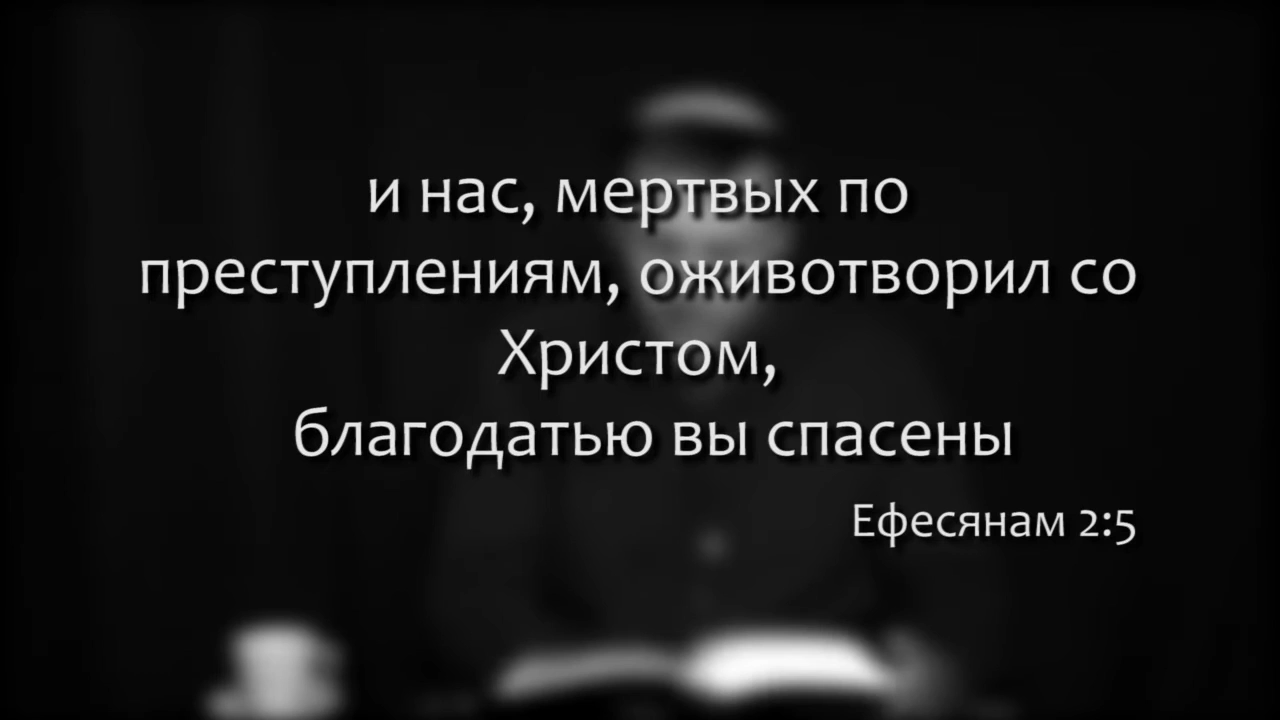 и нас, мертвых по
преступлениям, оживотворил со
Христом,
благодатью вы спасены
Ефесянам 2:5